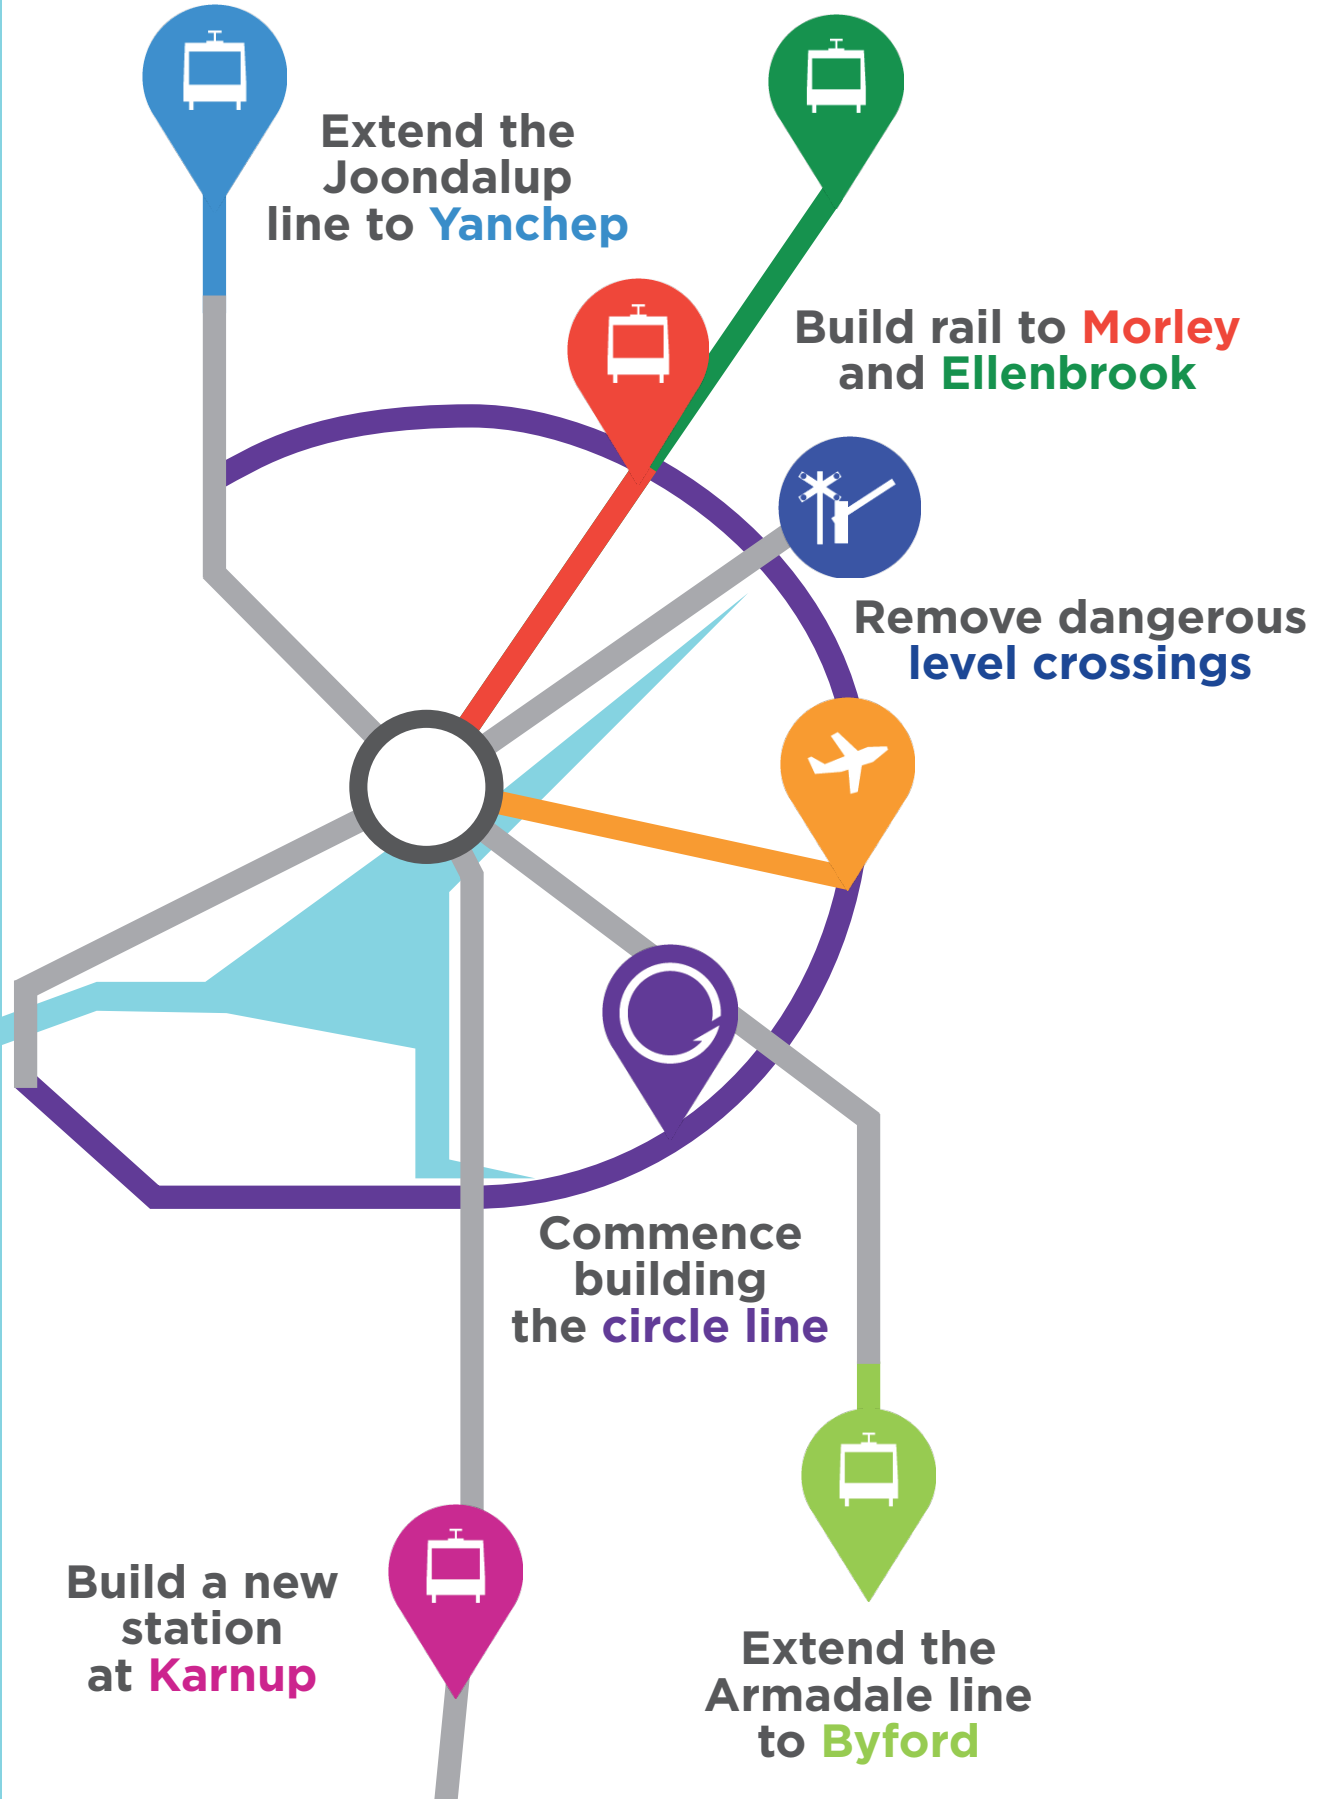 Extend the
Joondalup
line to Yanchep
Build rail to Morley
and Ellenbrook
Remove dangerous
level crossings
Commence
building
the circle line
Build a new
station
at Karnup
Extend the
Armadale line
to Byford